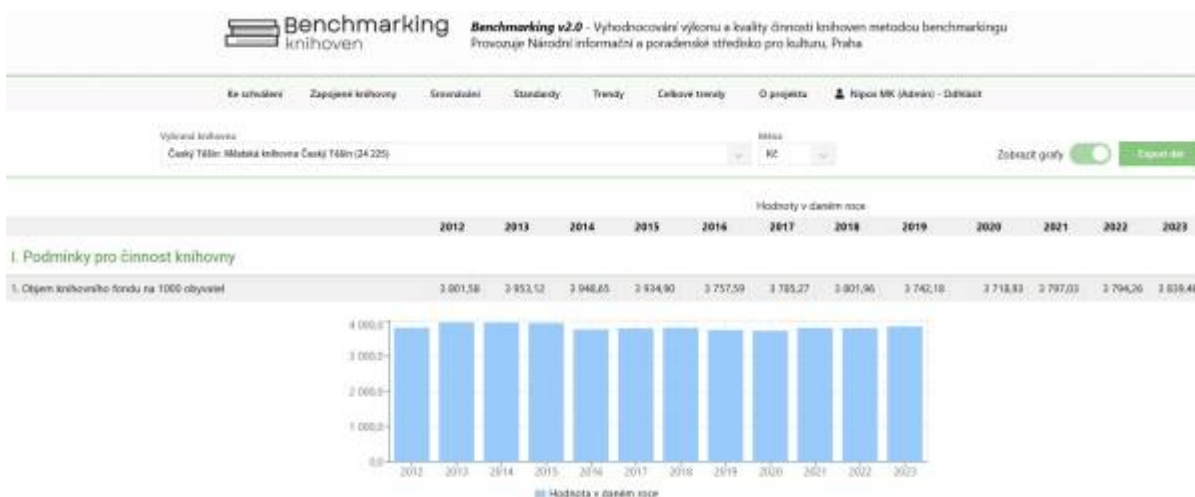 Benchmarking
knihoven
Benchmarking v2.0 - Vyhodnocování výkonu a kvality činnosti knihoven metodou benchmarkingu
Provozuje Národní informační a poradenské středisko pro kulturu, Praha
Ke schválení Zapojené knihovny Srovnávání Standardy Trendy Celkové trendy O projektu Nipos MK (Admin) - Odhlásit
Vybraná knihovna
Měna
Český Těšín: Městská knihovna Český Těšín (24 225)
Kč
Zobrazit grafy
Export dat
Hodnoty v daném roce
2012 2013 2014 2015 2016 2017 2018 2019 2020 2021 2022 2023
I. Podmínky pro činnost knihovny
1. Objem knihovního fondu na 1000 obyvatel 3 801,58 3 953,12 3 948,65 3 934,90 3 757,59 3 785,27 3 801,96 3 742,18 3 718,93 3 797,03 3 794,26 3 839,48
4 000,0
3 000,0
2 000,0
1 000,0
0,0
2012 2013 2014 2015 2016 2017 2018 2019 2020 2021 2022 2023
Hodnota v daném roce